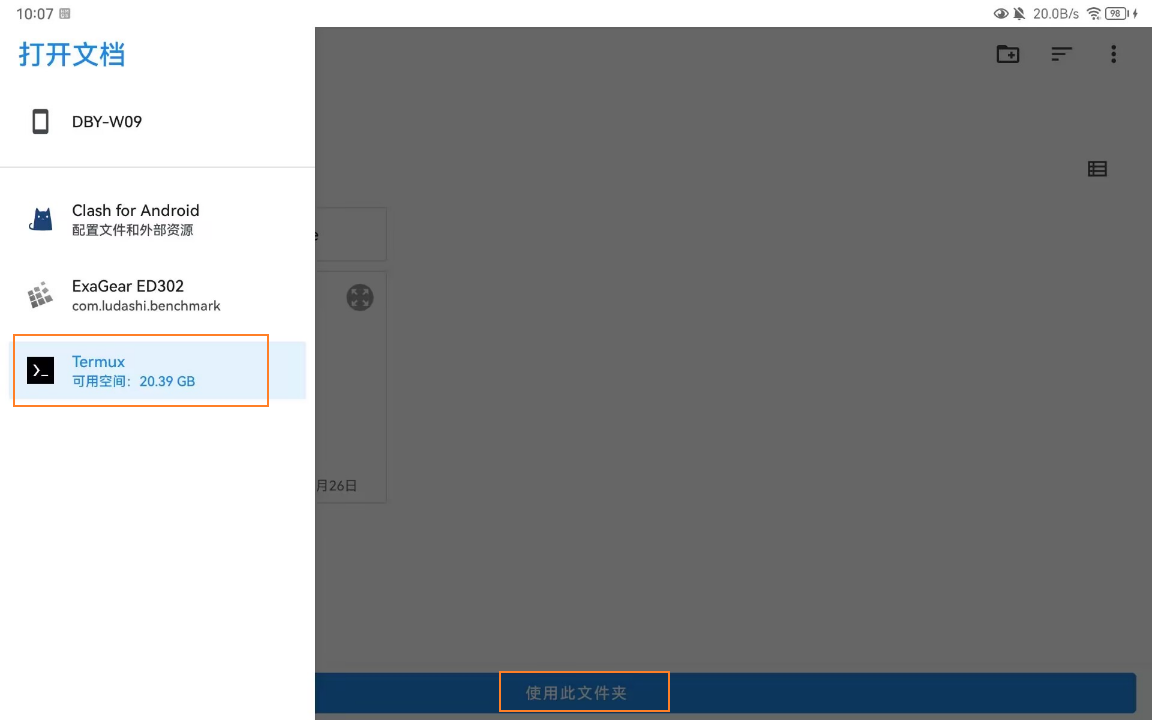 10:07
20.0B/s
98
打开文档
DBY-W09
Clash for Android
配置文件和外部资源
ExaGear ED302
com.ludashi.benchmark
Termux
可用空间：20.39 GB
e
月26日
使用此文件夹